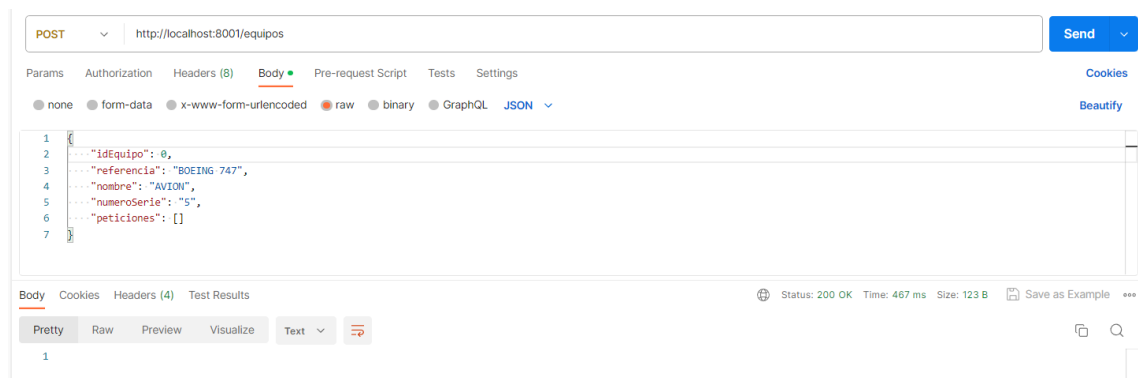 POST http://localhost:8001/equipos Send
Params Authorization Headers (8) Body Pre-request Script Tests Settings Cookies
none form-data x-www-form-urlencoded raw binary GraphQL JSON Beautify
1 {
2 "idEquipo": 0,
3 "referencia": "BOEING 747",
4 "nombre": "AVION",
5 "numeroSerie": "5",
6 "peticiones": []
7 }
Body Cookies Headers (4) Test Results Status: 200 OK Time: 467 ms Size: 123 B Save as Example
Pretty Raw Preview Visualize Text
1